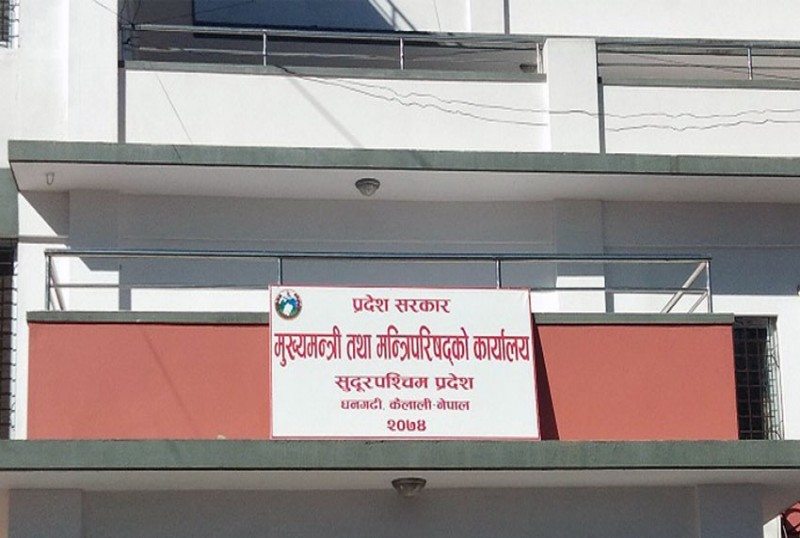 प्रदेश सरकार
मुख्यमन्त्री तथा मन्त्रिपरिषद्को कार्यालय
सुदूरपश्चिम प्रदेश
धनगढी, कैलाली-नेपाल
२०७४